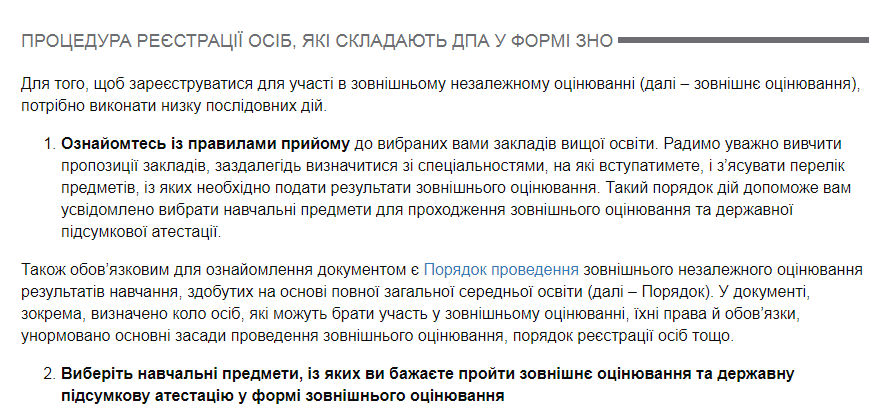 ПРОЦЕДУРА РЕЄСТРАЦІЇ ОСІБ, ЯКІ СКЛАДАЮТЬ ДПА У ФОРМІ ЗНО
Для того, щоб зареєструватися для участі в зовнішньому незалежному оцінюванні (далі – зовнішнє оцінювання),
потрібно виконати низку послідовних дій.
1. Ознайомтесь із правилами прийому до вибраних вами закладів вищої освіти. Радимо уважно вивчити
пропозиції закладів, заздалегідь визначитися зі спеціальностями, на які вступатимете, і з’ясувати перелік
предметів, із яких необхідно подати результати зовнішнього оцінювання. Такий порядок дій допоможе вам
усвідомлено вибрати навчальні предмети для проходження зовнішнього оцінювання та державної
підсумкової атестації.
Також обов’язковим для ознайомлення документом є Порядок проведення зовнішнього незалежного оцінювання
результатів навчання, здобутих на основі повної загальної середньої освіти (далі – Порядок). У документі,
зокрема, визначено коло осіб, які можуть брати участь у зовнішньому оцінюванні, їхні права й обов’язки,
унормовано основні засади проведення зовнішнього оцінювання, порядок реєстрації осіб тощо.
2. Виберіть навчальні предмети, із яких ви бажаєте пройти зовнішнє оцінювання та державну
підсумкову атестацію у формі зовнішнього оцінювання